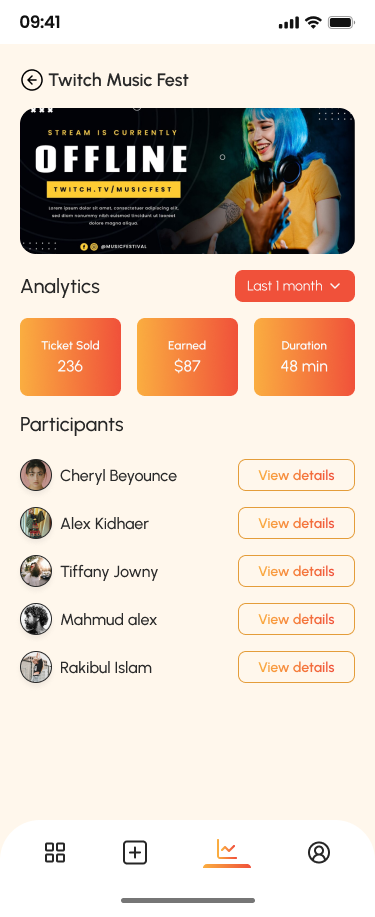 09:41
Twitch Music Fest
STREAM IS CURRENTLY
OFFLINE
TWITCH.TV/MUSICFEST
Lorem ipsum dolor sit amet, consectetuer adipiscing elit,
sed diam nonummy nibh euismod tincidunt ut laoreet
dolore magna aliqua.
@MUSICFESTIVAL
Analytics
Last 1 month
Ticket Sold
236
Earned
$87
Duration
48 min
Participants
Cheryl Beyounce
View details
Alex Kidhaer
View details
Tiffany Jowny
View details
Mahmud alex
View details
Rakibul Islam
View details